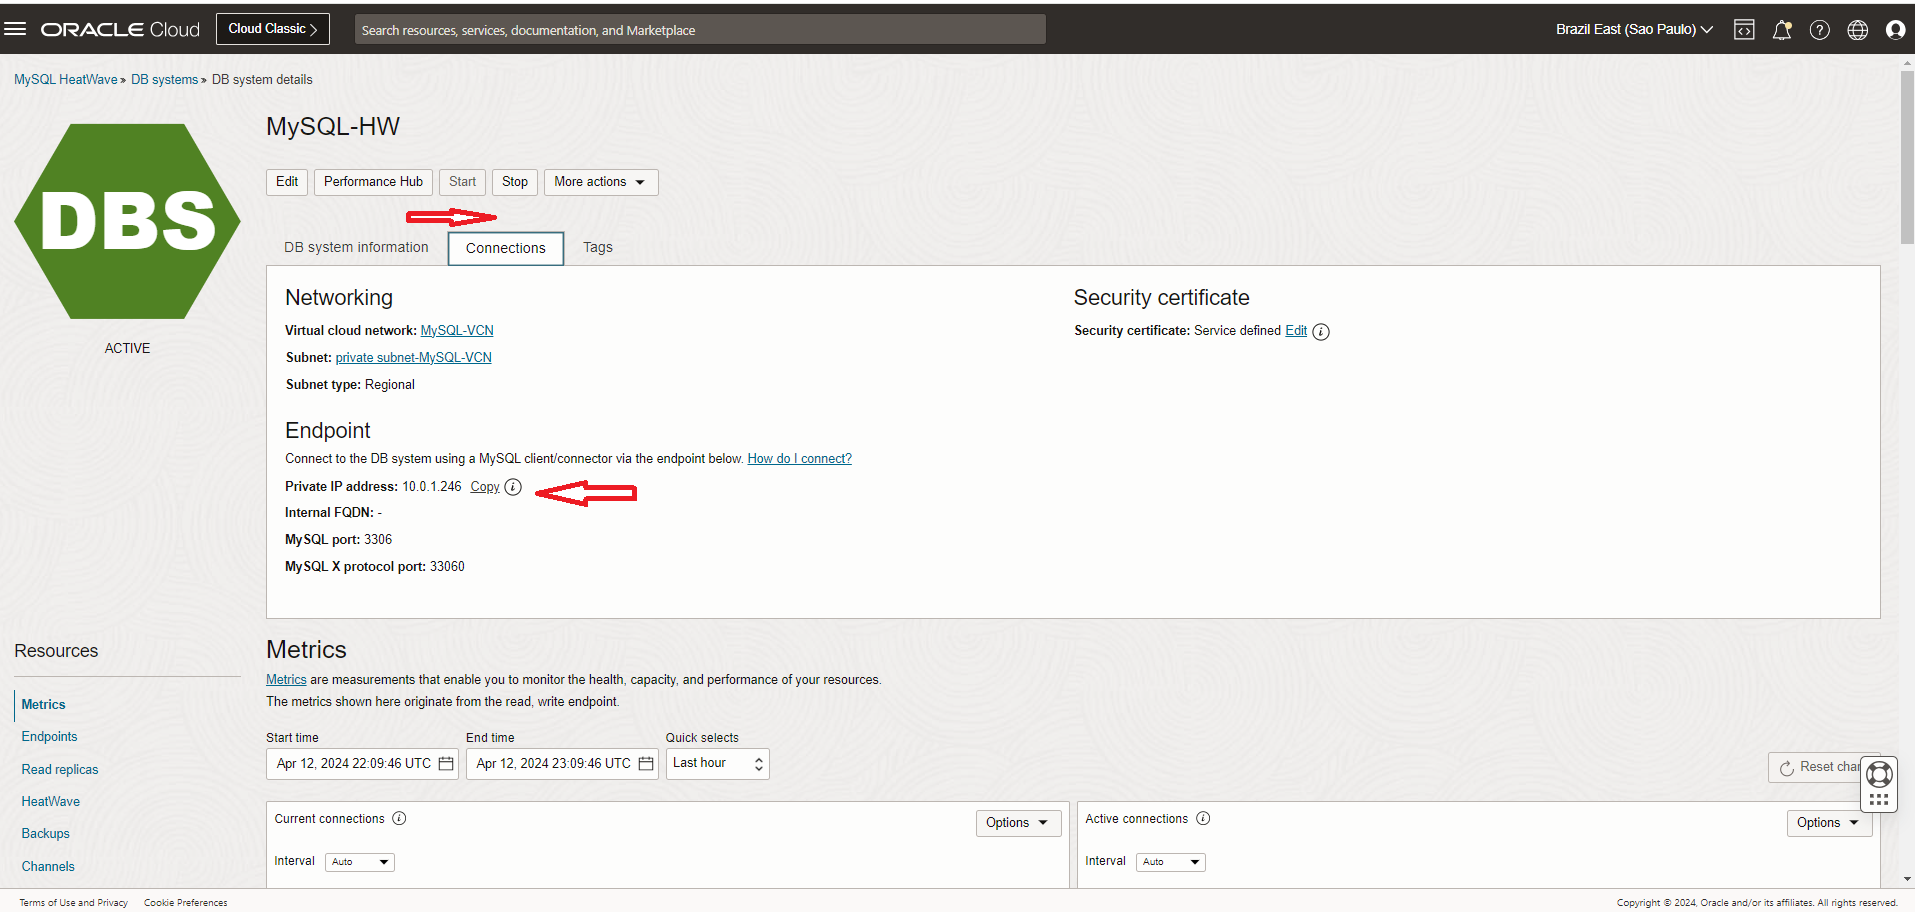 ORACLE Cloud
Cloud Classic
Search resources, services, documentation, and Marketplace
Brazil East (Sao Paulo)
MySQL HeatWave » DB systems » DB system details
DBS
ACTIVE
MySQL-HW
Edit
Performance Hub
Start
Stop
More actions
DB system information
Connections
Tags
Networking
Virtual cloud network: MySQL-VCN
Subnet: private subnet-MySQL-VCN
Subnet type: Regional
Security certificate
Security certificate: Service defined Edit
Endpoint
Connect to the DB system using a MySQL client/connector via the endpoint below. How do I connect?
Private IP address: 10.0.1.246 Copy
Internal FQDN: -
MySQL port: 3306
MySQL X protocol port: 33060
Resources
Metrics
Endpoints
Read replicas
HeatWave
Backups
Channels
Metrics
Metrics are measurements that enable you to monitor the health, capacity, and performance of your resources.
The metrics shown here originate from the read, write endpoint.
Start time
Apr 12, 2024 22:09:46 UTC
End time
Apr 12, 2024 23:09:46 UTC
Quick selects
Last hour
Reset char
Current connections
Options
Interval
Auto
Active connections
Options
Interval
Auto
Terms of Use and Privacy
Cookie Preferences
Copyright © 2024, Oracle and/or its affiliates. All rights reserved.